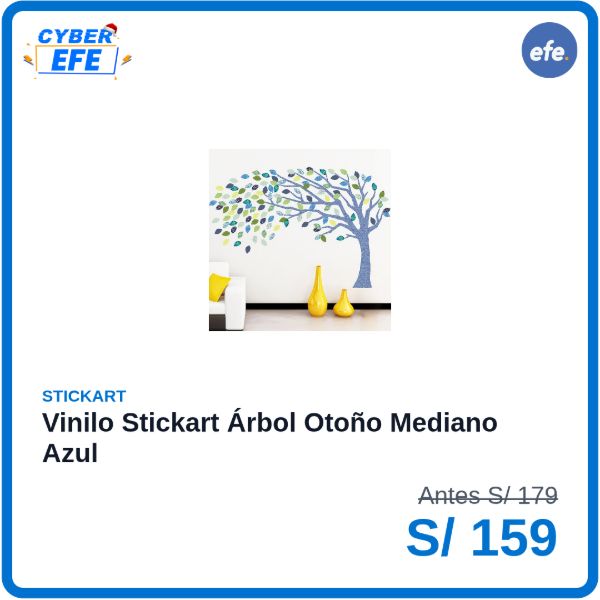 CYBER
EFE
efe.
STICKART
Vinilo Stickart Árbol Otoño Mediano
Azul
Antes S/ 179
S/ 159